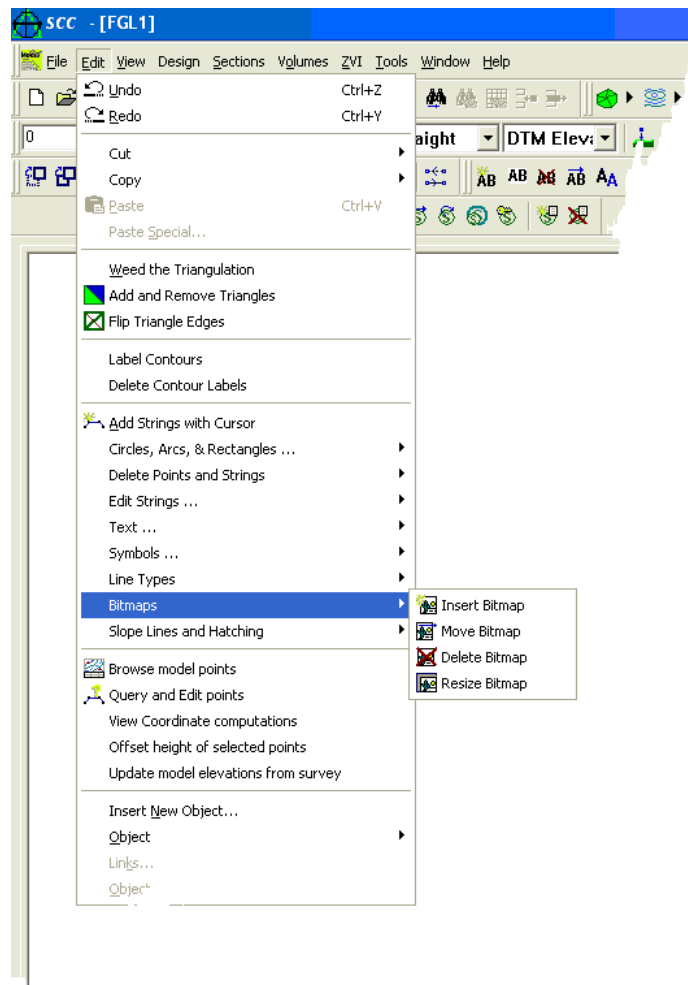 SCC - [FGL1]
File Edit View Design Sections Volumes ZVI Tools Window Help
Undo Ctrl+Z
Redo Ctrl+Y
0
aight
DTM Elev
Cut
Copy
AB AB AB AB AA
Paste Ctrl+V
Paste Special...
Weed the Triangulation
Add and Remove Triangles
Flip Triangle Edges
Label Contours
Delete Contour Labels
Add Strings with Cursor
Circles, Arcs, & Rectangles ...
Delete Points and Strings
Edit Strings ...
Text ...
Symbols ...
Line Types
Bitmaps
Insert Bitmap
Slope Lines and Hatching
Move Bitmap
Delete Bitmap
Resize Bitmap
Browse model points
Query and Edit points
View Coordinate computations
Offset height of selected points
Update model elevations from survey
Insert New Object...
Object
Links...
Object